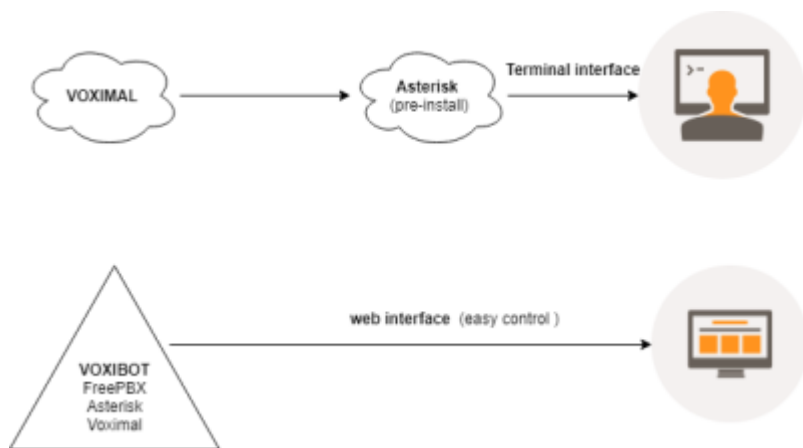 VOXIMAL
Asterisk
(pre-install)
Terminal interface
>-
web interface (easy control )
VOXIBOT
FreePBX
Asterisk
Voximal